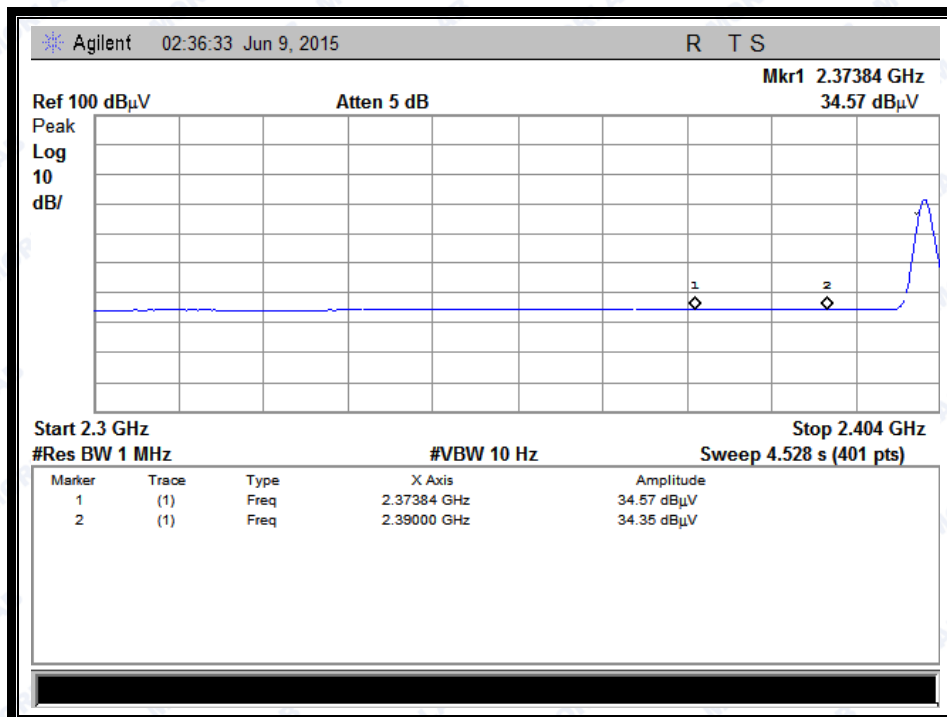 Agilent 02:36:33 Jun 9, 2015 R T S
Mkr1 2.37384 GHz
Ref 100 dBµV Atten 5 dB 34.57 dBµV
Peak
Log
10
dB/
1 2
Start 2.3 GHz Stop 2.404 GHz
#Res BW 1 MHz #VBW 10 Hz Sweep 4.528 s (401 pts)
Marker Trace Type X Axis Amplitude
1 (1) Freq 2.37384 GHz 34.57 dBµV
2 (1) Freq 2.39000 GHz 34.35 dBµV